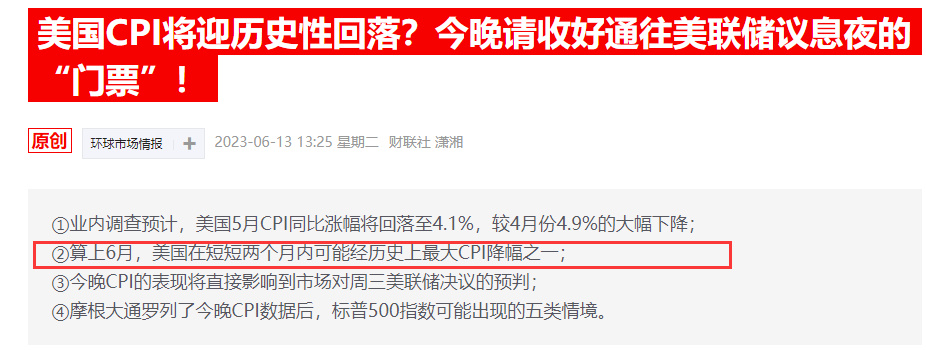 美国CPI将迎历史性回落？今晚请收好通往美联储议息夜的
“门票”！
原创 环球市场情报 + 2023-06-13 13:25 星期二 财联社 潇湘
①业内调查预计，美国5月CPI同比涨幅将回落至4.1%，较4月份4.9%的大幅下降；
②算上6月，美国在短短两个月内可能经历史上最大CPI降幅之一；
③今晚CPI的表现将直接影响到市场对周三美联储决议的预判；
④摩根大通罗列了今晚CPI数据后，标普500指数可能出现的五类情境。